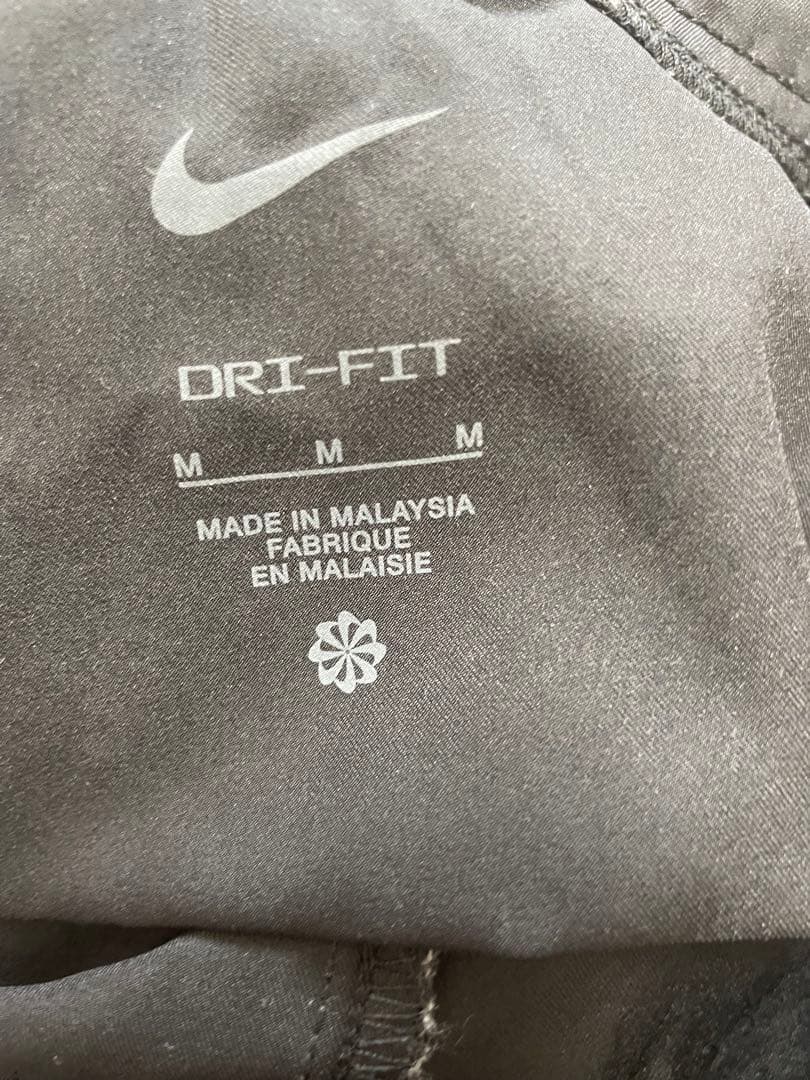 DRI-FIT
M M M
MADE IN MALAYSIA
FABRIQUE
EN MALAISIE